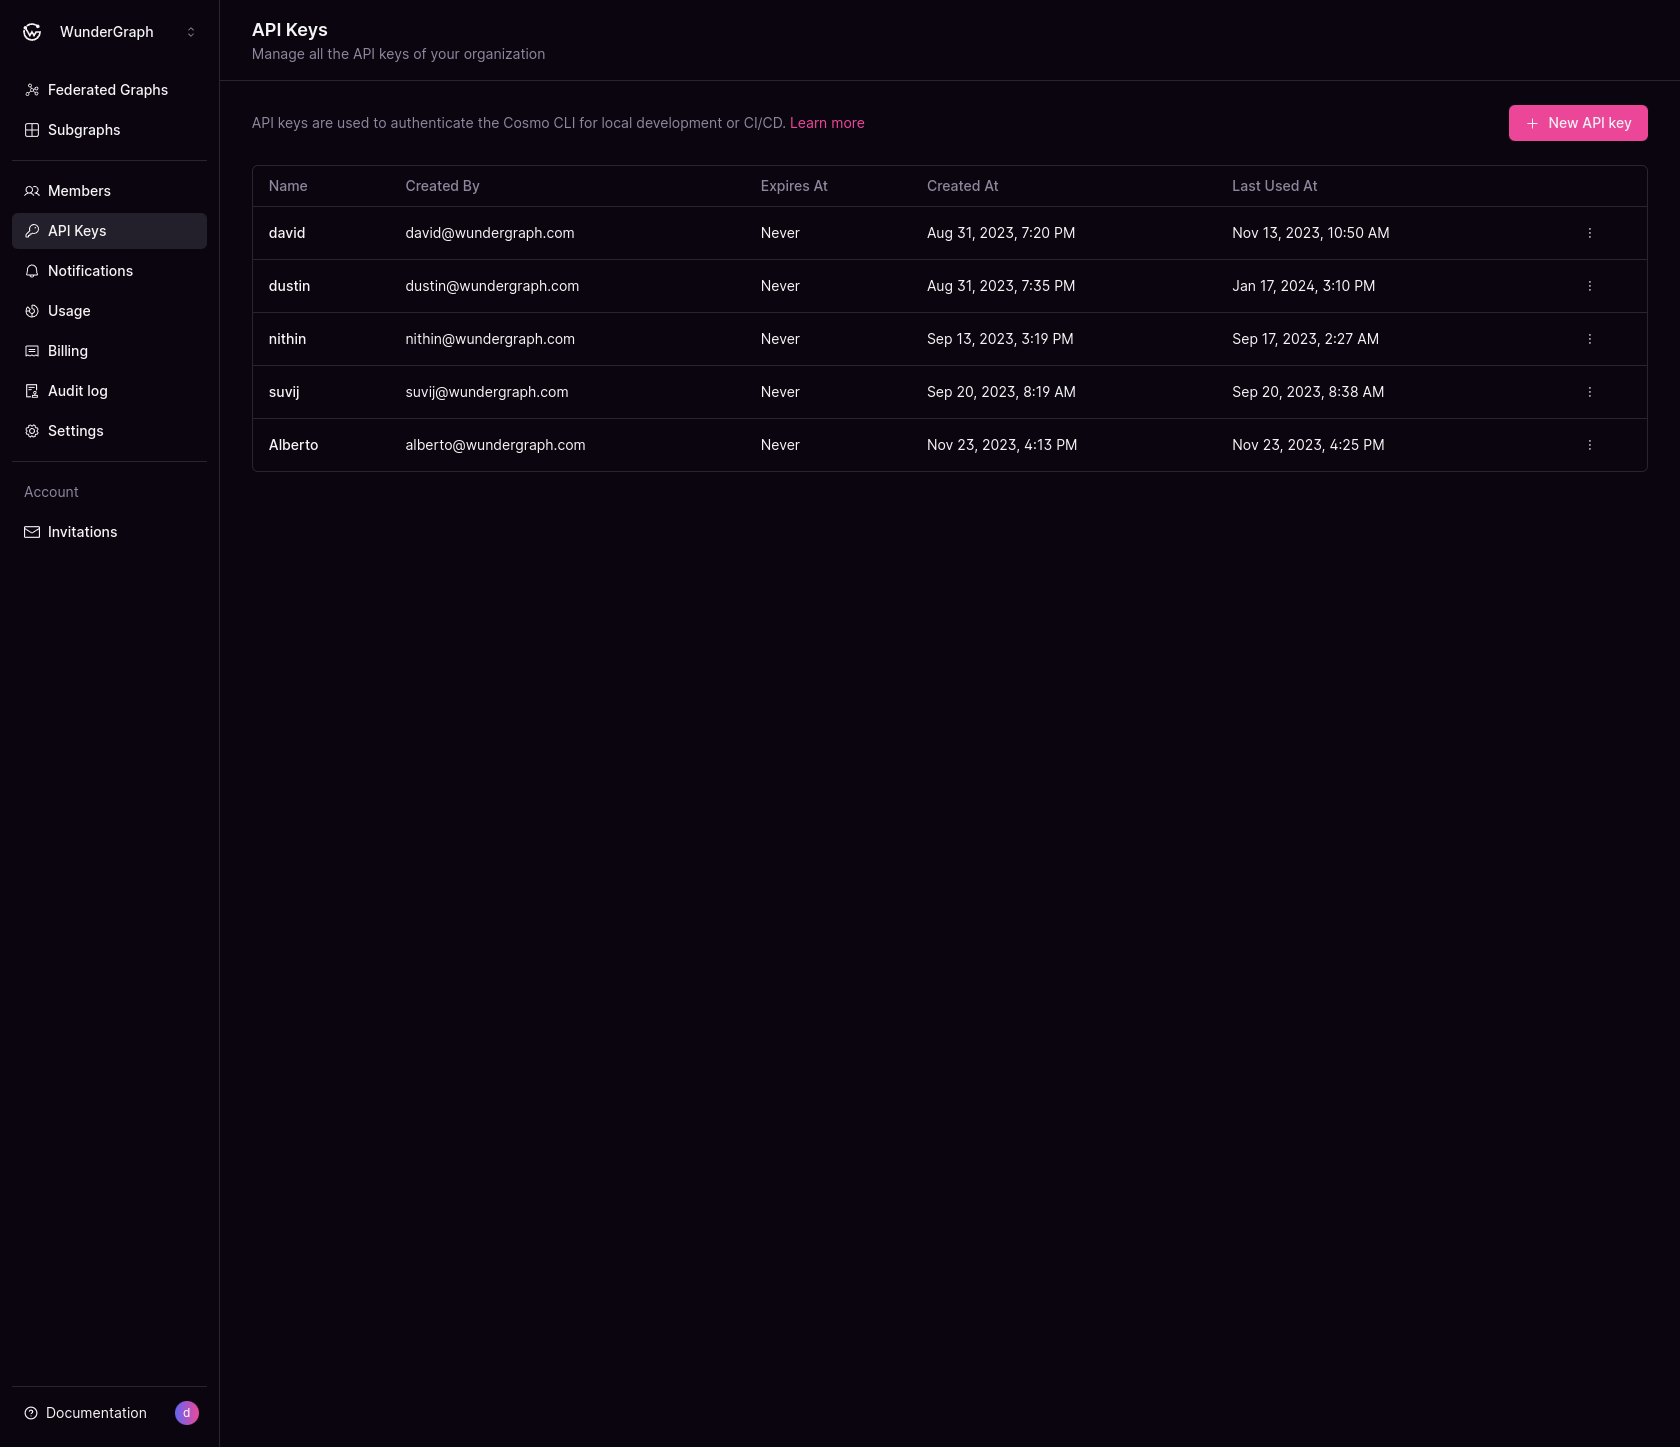 WunderGraph
Federated Graphs
Subgraphs
Members
API Keys
Notifications
Usage
Billing
Audit log
Settings
Account
Invitations
Documentation
d
API Keys
Manage all the API keys of your organization
API keys are used to authenticate the Cosmo CLI for local development or CI/CD. Learn more
New API key
Name Created By Expires At Created At Last Used At
david david@wundergraph.com Never Aug 31, 2023, 7:20 PM Nov 13, 2023, 10:50 AM
dustin dustin@wundergraph.com Never Aug 31, 2023, 7:35 PM Jan 17, 2024, 3:10 PM
nithin nithin@wundergraph.com Never Sep 13, 2023, 3:19 PM Sep 17, 2023, 2:27 AM
suvij suvij@wundergraph.com Never Sep 20, 2023, 8:19 AM Sep 20, 2023, 8:38 AM
Alberto alberto@wundergraph.com Never Nov 23, 2023, 4:13 PM Nov 23, 2023, 4:25 PM